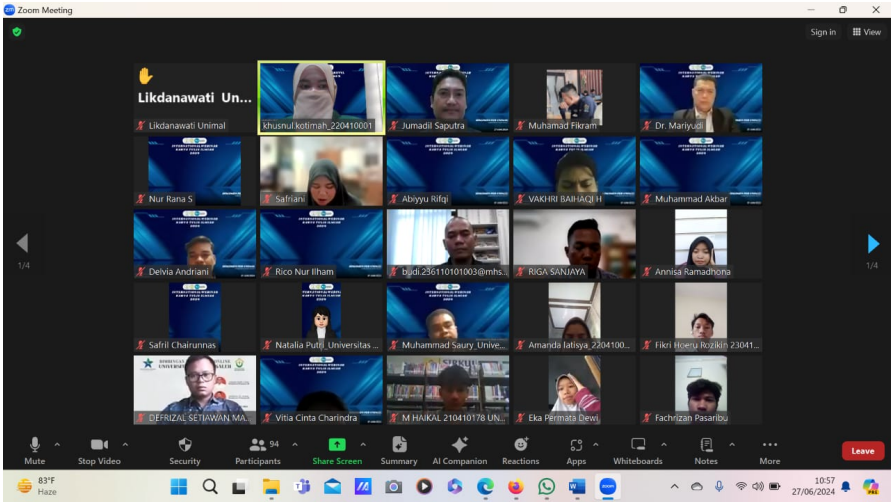 Zoom Meeting
Sign in
View
Likdanawati Un...
Likdanawati Unimal
khusnul.kotimah_220410001
Jumadil Saputra
Muhamad Fikram
Dr. Mariyudi
Nur Rana S
Safriani
Abiyyu Rifqi
VAKHRI BAIHAQI H
Muhammad Akbar
Delvia Andriani
Rico Nur Ilham
budi.236110101003@mhs...
RIGA SANJAYA
Annisa Ramadhona
1/4
1/4
Safril Chairunnas
Natalia Putri_Universitas ...
Muhammad Saury_Unive...
Amanda latisya_2204100...
Fikri Hoeru Rozikin 23041...
DEFRIZAL SETIAWAN MA...
Vitia Cinta Charindra
M HAIKAL 210410178 UN...
Eka Permata Dewi
Fachrizan Pasaribu
Mute
Stop Video
Security
Participants
94
Share Screen
Summary
AI Companion
Reactions
Apps
Whiteboards
Notes
More
Leave
83°F
Haze
10:57
27/06/2024